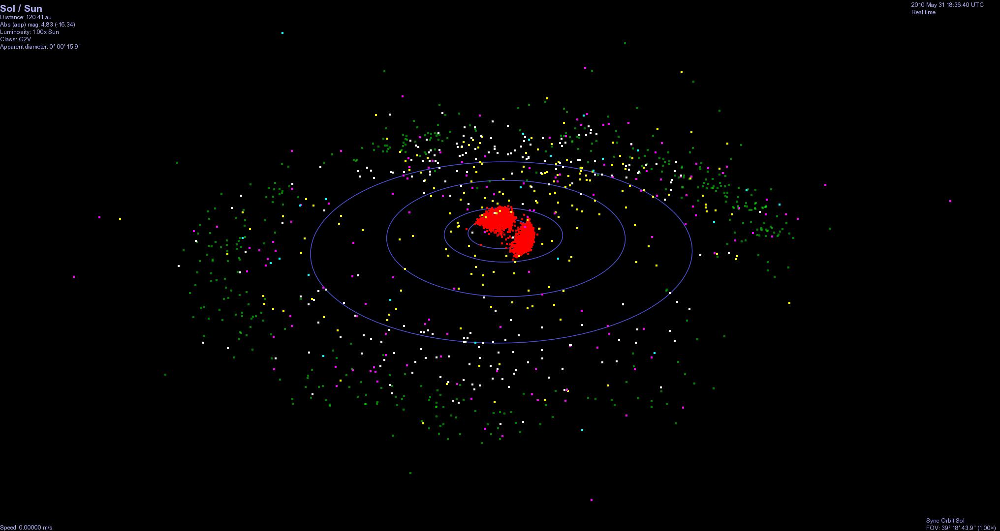 Sol / Sun
Distance: 120.41 au
Abs (app) mag: 4.83 (-16.34)
Luminosity: 1.00x Sun
Class: G2V
Apparent diameter: 0° 00' 15.9"
2010 May 31 18:36:40 UTC
Real time
Speed: 0.00000 m/s
Sync Orbit Sol
FOV: 39° 18' 43.9" (1.00×)